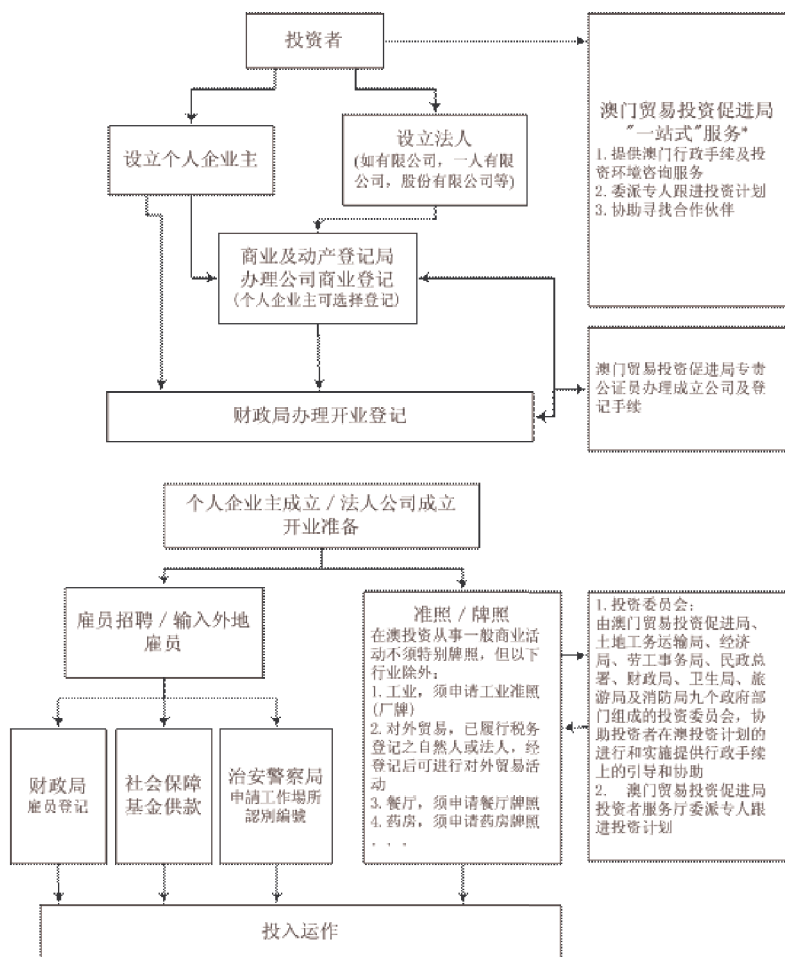 投资者
澳门贸易投资促进局
"一站式"服务*
1. 提供澳门行政手续及投
资环境咨询服务
2. 委派专人跟进投资计划
3. 协助寻找合作伙伴
设立个人企业主
设立法人
(如有限公司，一人有限
公司，股份有限公司等)
商业及动产登记局
办理公司商业登记
(个人企业主可选择登记)
澳门贸易投资促进局专责
公证员办理成立公司及登
记手续
财政局办理开业登记
个人企业主成立 / 法人公司成立
开业准备
雇员招聘 / 输入外地
雇员
准照 / 牌照
在澳投资从事一般商业活
动不须特别牌照，但以下
行业除外:
1. 工业，须申请工业准照
(厂牌)
2. 对外贸易，已履行税务
登记之自然人或法人，经
登记后可进行对外贸易活
动
3. 餐厅，须申请餐厅牌照
4. 药房，须申请药房牌照
. . .
1. 投资委员会:
由澳门贸易投资促进局、
土地工务运输局、经济
局、劳工事务局、民政总
署、财政局、卫生局、旅
游局及消防局九个政府部
门组成的投资委员会，协
助投资者在澳投资计划的
进行和实施提供行政手续
上的引导和协助
2. 澳门贸易投资促进局
投资者服务厅委派专人跟
进投资计划
财政局
雇员登记
社会保障
基金供款
治安警察局
申請工作場所
認別編號
投入运作